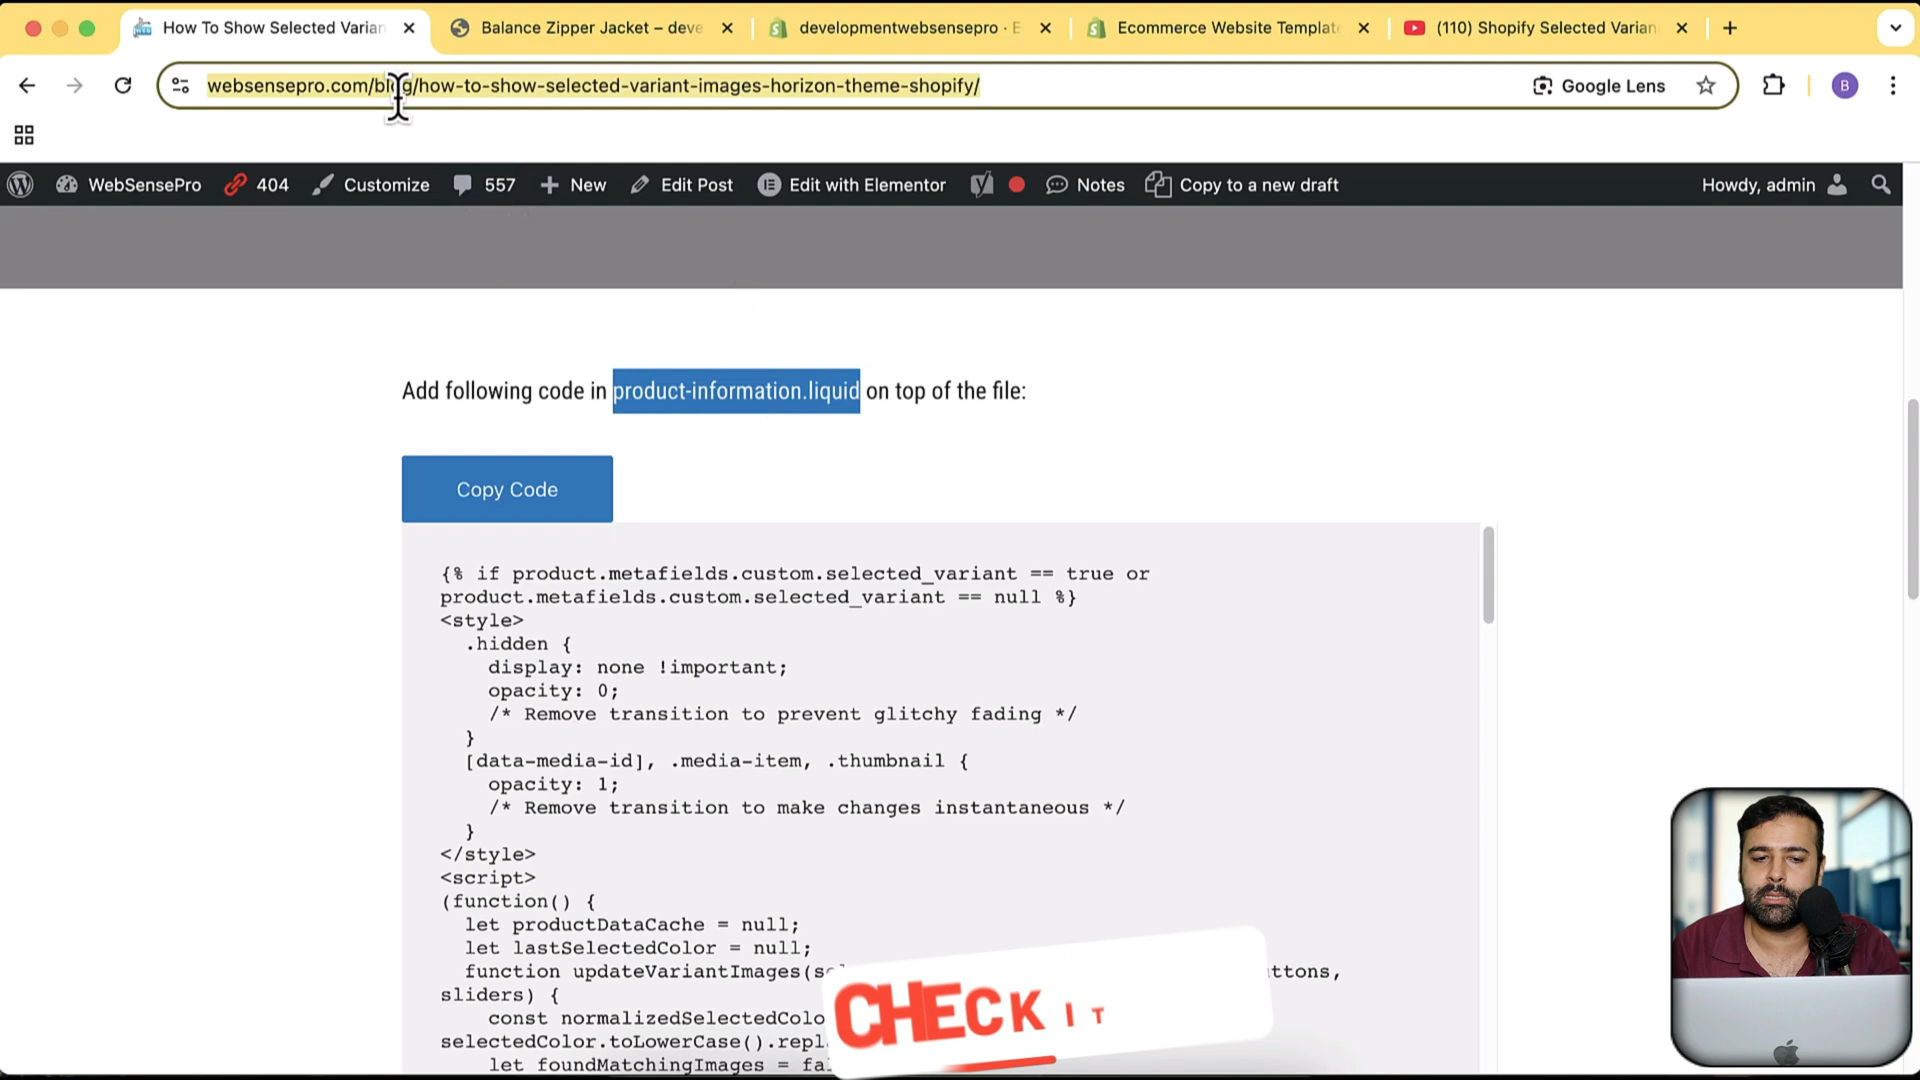 How To Show Selected Varian
Balance Zipper Jacket – deve
developmentwebsensepro · E
Ecommerce Website Templat
(110) Shopify Selected Varian
websensepro.com/blog/how-to-show-selected-variant-images-horizon-theme-shopify/
Google Lens
B
WebSensePro
404
Customize
557
New
Edit Post
Edit with Elementor
Notes
Copy to a new draft
Howdy, admin
Add following code in product-information.liquid on top of the file:
Copy Code
{% if product.metafields.custom.selected_variant == true or
product.metafields.custom.selected_variant == null %}
<style>
.hidden {
display: none !important;
opacity: 0;
/* Remove transition to prevent glitchy fading */
}
[data-media-id], .media-item, .thumbnail {
opacity: 1;
/* Remove transition to make changes instantaneous */
}
</style>
<script>
(function() {
let productDataCache = null;
let lastSelectedColor = null;
function updateVariantImages(se ttons,
sliders) {
const normalizedSelectedColo
selectedColor.toLowerCase().repl
let foundMatchingImages = fal
CHECK IT